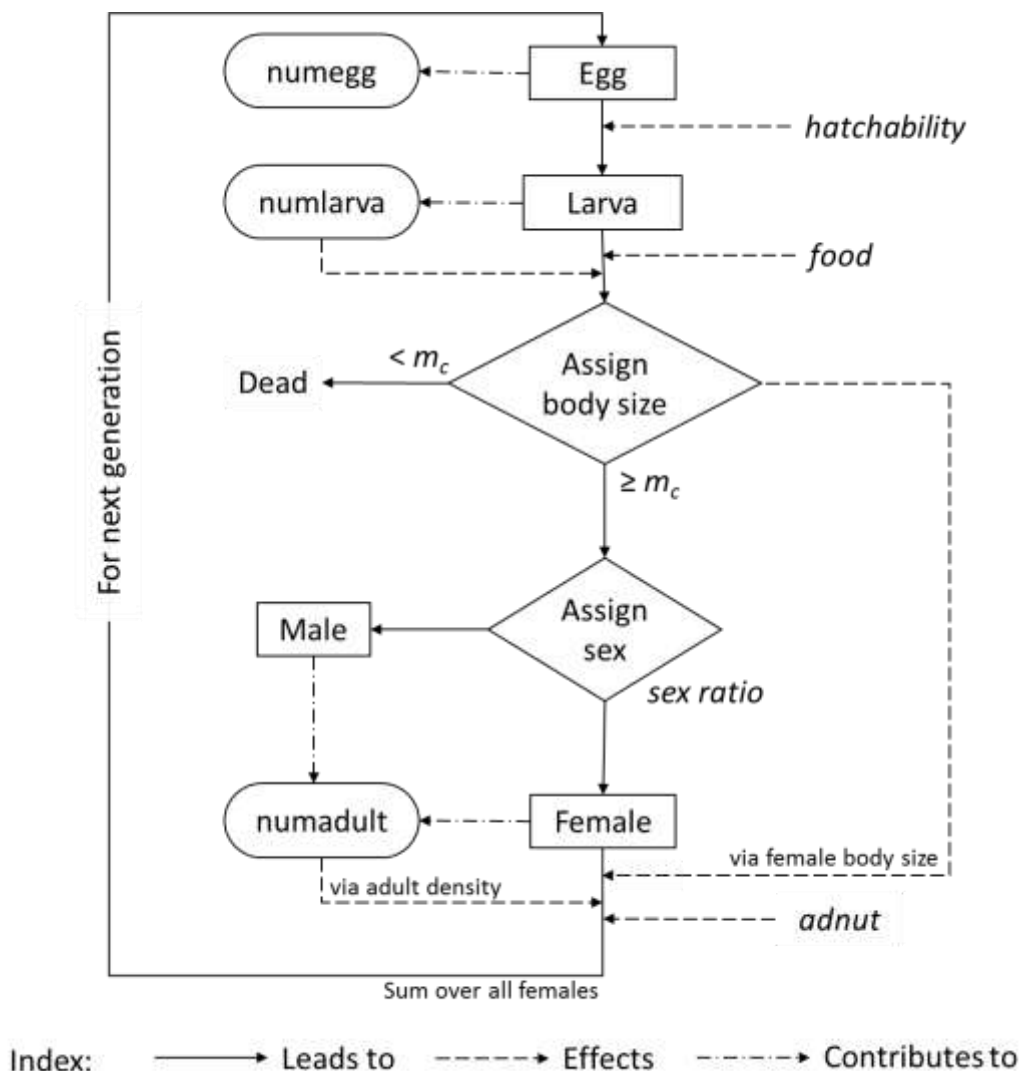 numegg
Egg
hatchability
numlarva
Larva
food
< m_c
Dead
Assign
body size
≥ m_c
For next generation
Male
Assign
sex
sex ratio
numadult
Female
via female body size
via adult density
adnut
Sum over all females
Index: Leads to Effects Contributes to